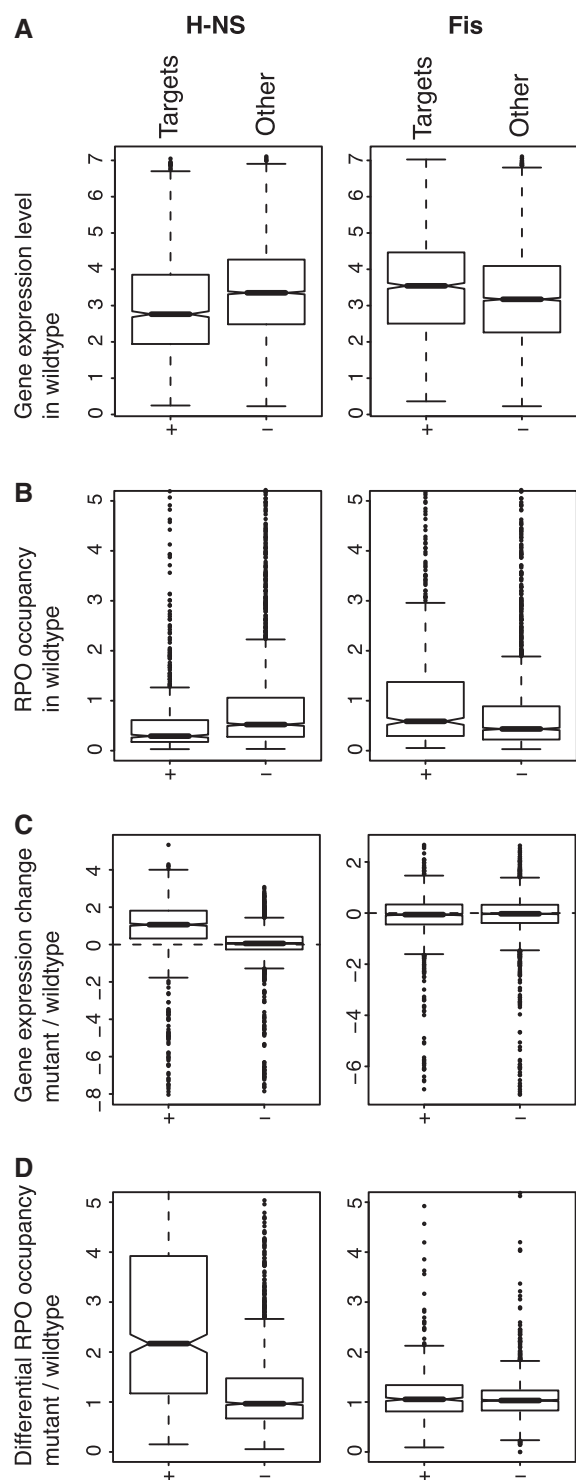 A
H-NS
Fis
Targets
Other
Targets
Other
Gene expression level
in wildtype
0 1 2 3 4 5 6 7
0 1 2 3 4 5 6 7
+ −
+ −
B
RPO occupancy
in wildtype
0 1 2 3 4 5
0 1 2 3 4 5
+ −
+ −
C
Gene expression change
mutant / wildtype
−8 −6 −4 −2 0 2 4
−6 −4 −2 0 2
+ −
+ −
D
Differential RPO occupancy
mutant / wildtype
0 1 2 3 4 5
0 1 2 3 4 5
+ −
+ −